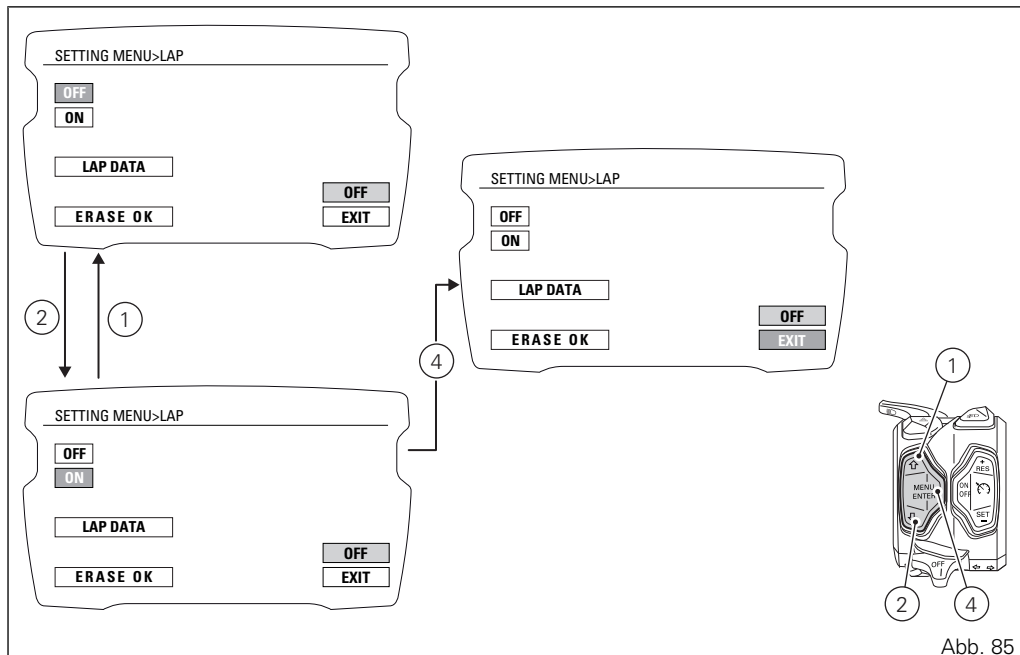 SETTING MENU>LAP
OFF
ON
LAP DATA
OFF
ERASE OK
EXIT
2
1
SETTING MENU>LAP
OFF
ON
LAP DATA
OFF
ERASE OK
EXIT
4
SETTING MENU>LAP
OFF
ON
LAP DATA
OFF
ERASE OK
EXIT
1
+
RES
MENU
ENTER
ON
OFF
SET
−
OFF
2
4
Abb. 85